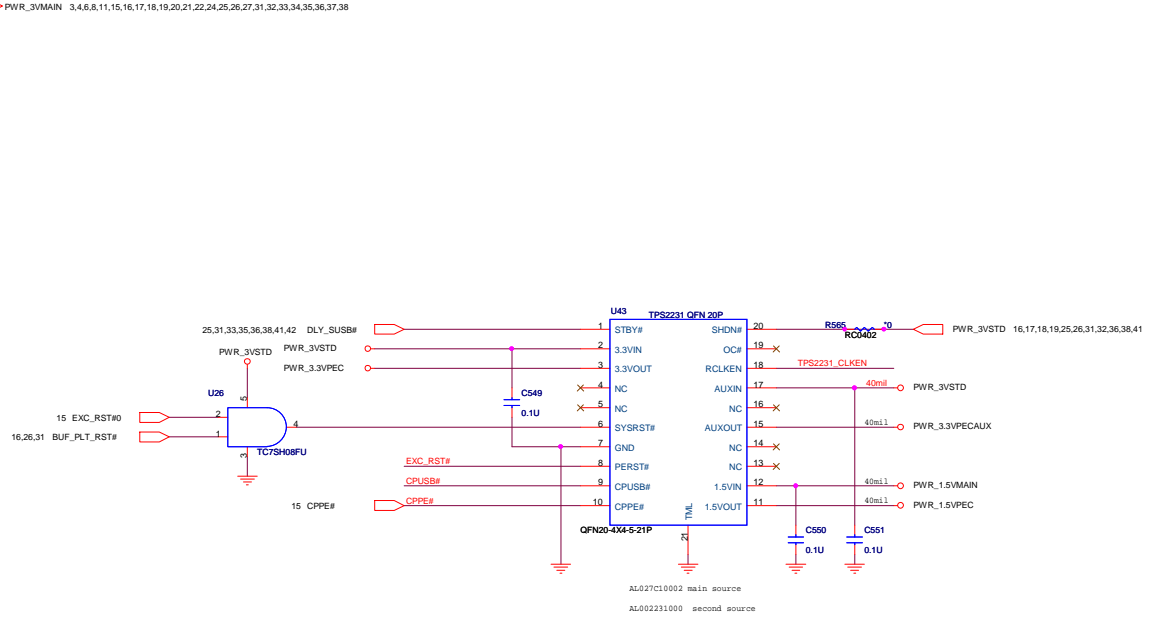 PWR_3VMAIN 3,4,6,8,11,15,16,17,18,19,20,21,22,24,25,26,27,31,32,33,34,35,36,37,38
U43
TPS2231 QFN 20P
25,31,33,35,36,38,41,42 DLY_SUSB#
1 STBY#
SHDN# 20
R565 *0
RC0402
PWR_3VSTD 16,17,18,19,25,26,31,32,36,38,41
PWR_3VSTD
2 3.3VIN
OC# 19
PWR_3VSTD
PWR_3.3VPEC
3 3.3VOUT
RCLKEN 18
TPS2231_CLKEN
4 NC
AUXIN 17
40mil
PWR_3VSTD
U26
5
C549
0.1U
5 NC
NC 16
15 EXC_RST#0
2
4
6 SYSRST#
AUXOUT 15
40mil
PWR_3.3VPECAUX
16,26,31 BUF_PLT_RST#
1
3
TC7SH08FU
7 GND
NC 14
EXC_RST#
8 PERST#
NC 13
CPUSB#
9 CPUSB#
1.5VIN 12
40mil
PWR_1.5VMAIN
15 CPPE#
CPPE#
10 CPPE#
1.5VOUT 11
40mil
PWR_1.5VPEC
TML
21
QFN20-4X4-5-21P
C550
0.1U
C551
0.1U
AL027C10002 main source
AL002231000 second source